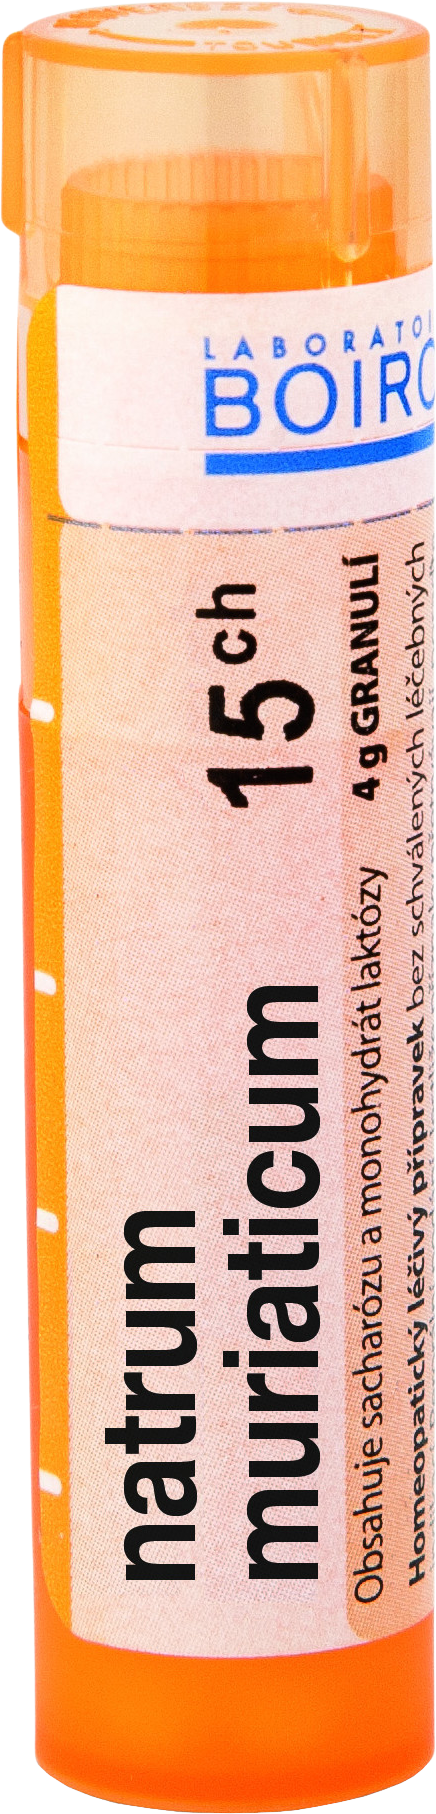 LABORATOI
BOIRO
natrum
muriaticum 15 ch
Obsahuje sacharózu a monohydrát laktózy 4 g GRANULÍ
Homeopatický léčivý přípravek bez schválených léčebných